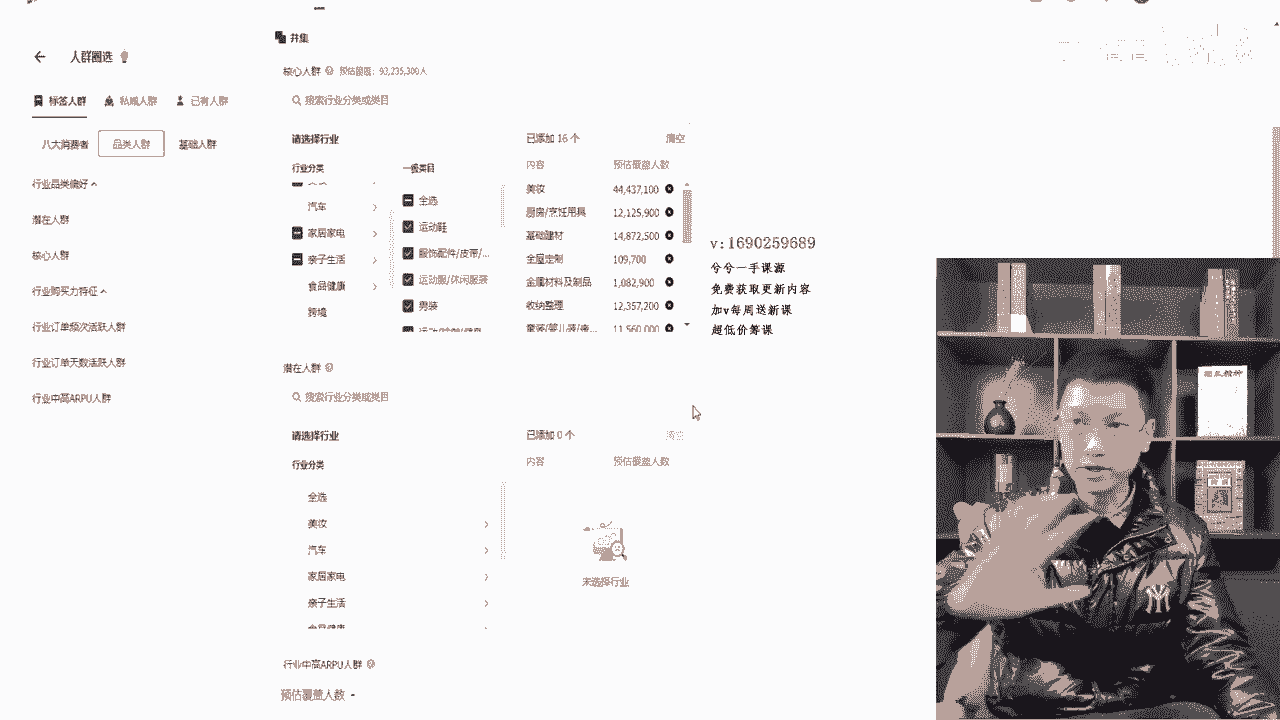 并集
人群圈选
核心人群 预估覆盖：93,235,300人
标签人群 私域人群 已有人群
搜索行业分类或类目
请选择行业 已添加 16 个 清空
八大消费者 品类人群 基础人群
行业分类 一级类目 内容 预估覆盖人数
行业品类偏好
潜在人群
核心人群
行业购买力特征
行业订单频次活跃人群
行业订单天数活跃人群
行业中高ARPU人群
汽车
家居家电
亲子生活
食品健康
跨境
全选
运动鞋
服饰配件/皮带/...
运动服/休闲服装
男装
美妆 44,437,100
厨房/烹饪用具 12,125,900
基础建材 14,872,500
全屋定制 109,700
金属材料及制品 1,082,900
收纳整理 12,357,200
童装/婴儿装/亲... 11,560,000
v:1690259689
兮兮一手课源
免费获取更新内容
加v每周送新课
超低价筹课
潜在人群
搜索行业分类或类目
请选择行业 已添加 0 个 清空
行业分类 内容 预估覆盖人数
全选
美妆
汽车
家居家电
亲子生活
食品健康
未选择行业
行业中高ARPU人群
预估覆盖人数 -
NY